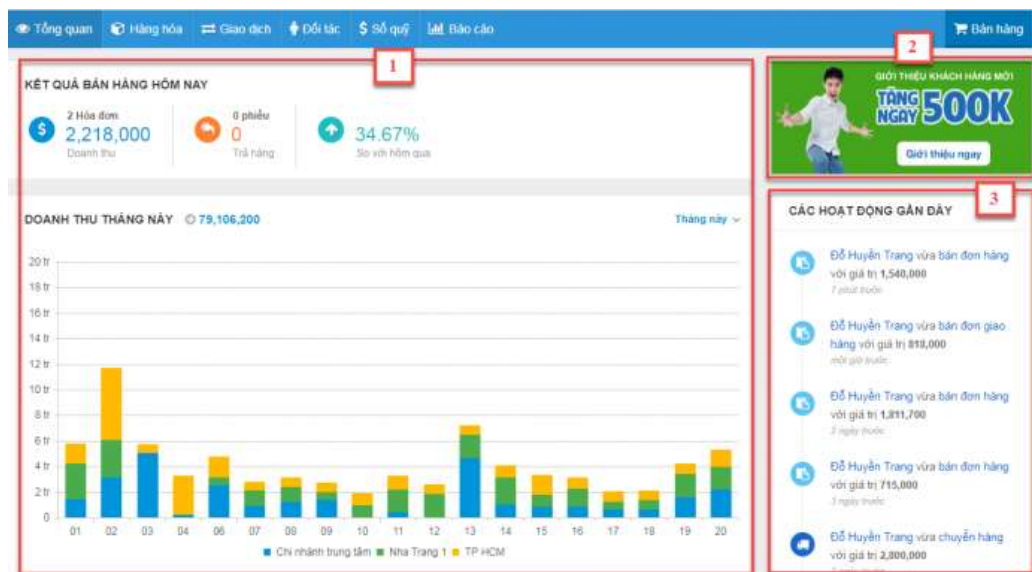 Tổng quan Hàng hóa Giao dịch Đối tác Sổ quỹ Báo cáo Bán hàng
1
2
KẾT QUẢ BÁN HÀNG HÔM NAY
2 Hóa đơn
2,218,000
Doanh thu
0 phiếu
0
Trả hàng
34.67%
So với hôm qua
GIỚI THIỆU KHÁCH HÀNG MỚI
TẶNG NGAY 500K
Giới thiệu ngay
DOANH THU THÁNG NÀY 79,106,200 Tháng này
20 tr
18 tr
16 tr
14 tr
12 tr
10 tr
8 tr
6 tr
4 tr
2 tr
0
01 02 03 04 06 07 08 09 10 11 12 13 14 15 16 17 18 19 20
Chi nhánh trung tâm Nha Trang 1 TP HCM
3
CÁC HOẠT ĐỘNG GẦN ĐÂY
Đỗ Huyền Trang vừa bán đơn hàng
với giá trị 1,540,000
7 phút trước
Đỗ Huyền Trang vừa bán đơn giao
hàng với giá trị 818,000
một giờ trước
Đỗ Huyền Trang vừa bán đơn hàng
với giá trị 1,811,700
ngày trước
Đỗ Huyền Trang vừa bán đơn hàng
với giá trị 715,000
3 ngày trước
Đỗ Huyền Trang vừa chuyển hàng
với giá trị 2,800,000